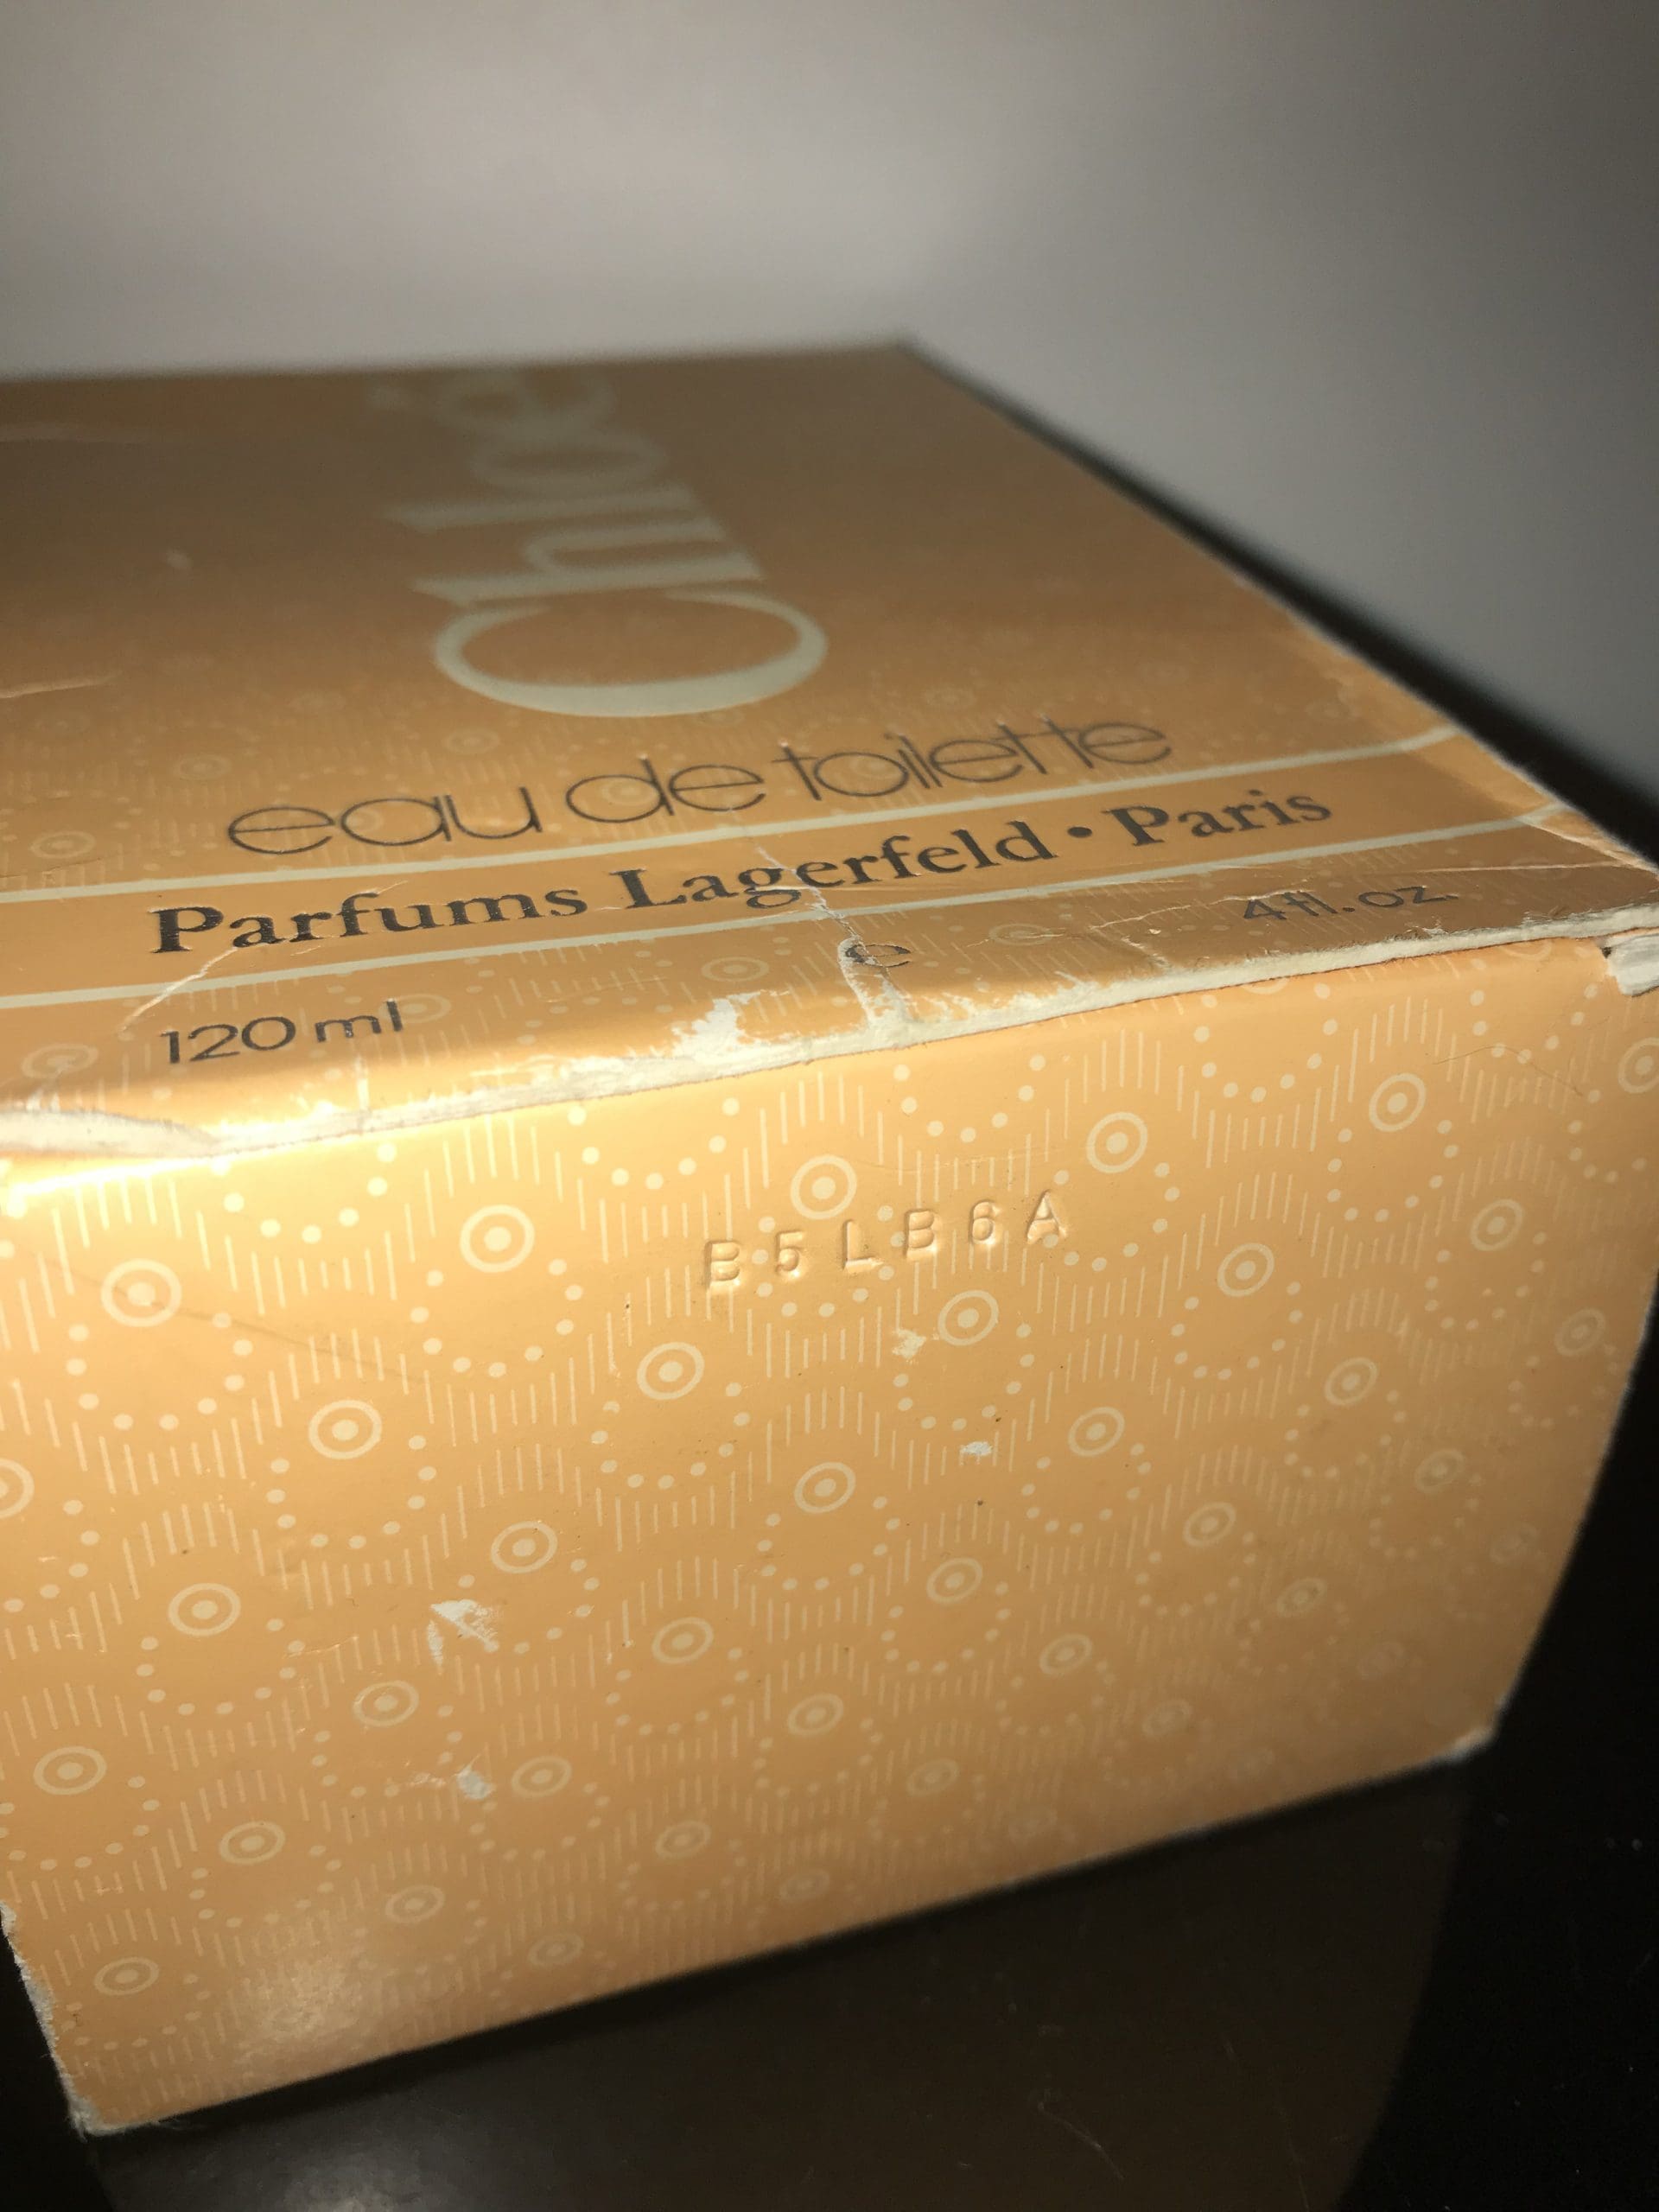 Chloé
eau de toilette
Parfums Lagerfeld • Paris
120 ml e 4 fl. oz.
B5LB6A